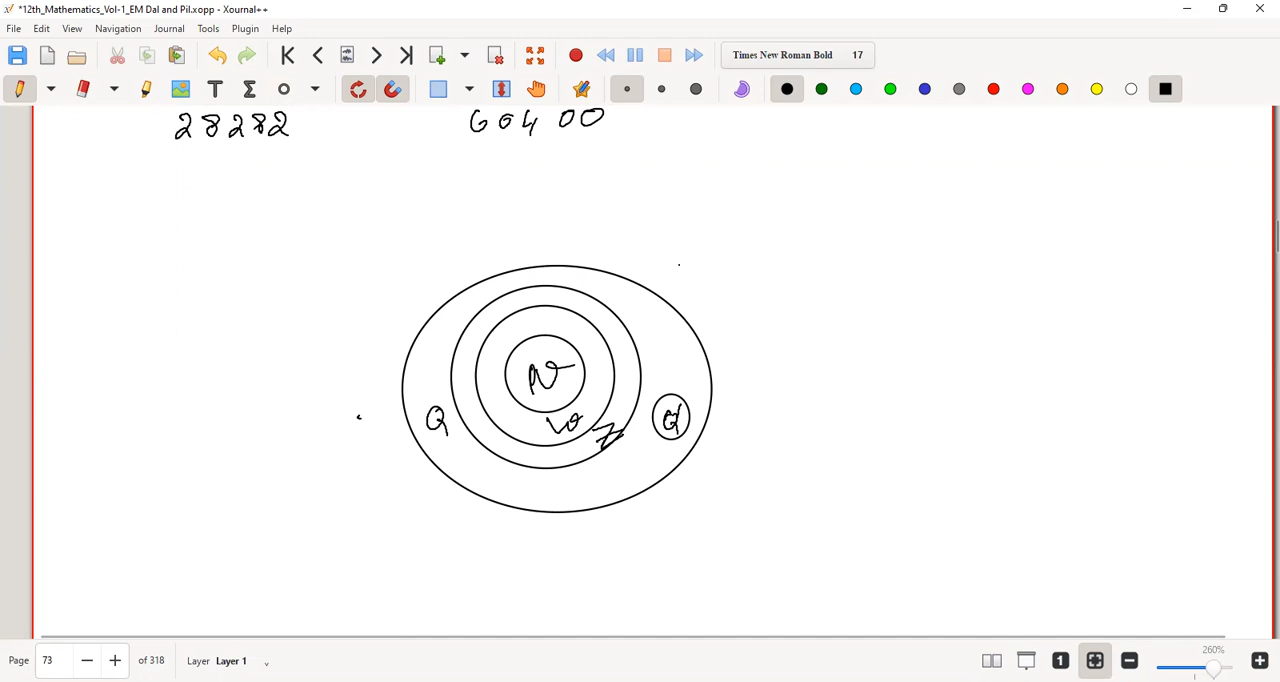 *12th_Mathematics_Vol-1_EM Dal and Pil.xopp - Xournal++
File Edit View Navigation Journal Tools Plugin Help
Times New Roman Bold 17
28282 60400
N
W
Z
Q Q'
Page 73 of 318 Layer Layer 1 260%